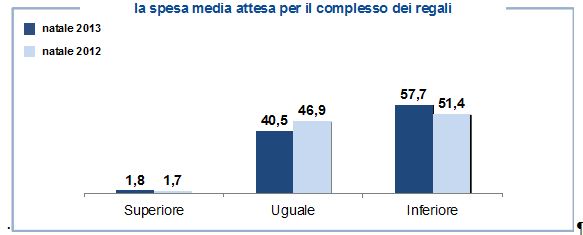 la spesa media attesa per il complesso dei regali
natale 2013
natale 2012
1,8 1,7 40,5 46,9 57,7 51,4
Superiore Uguale Inferiore
. ¶